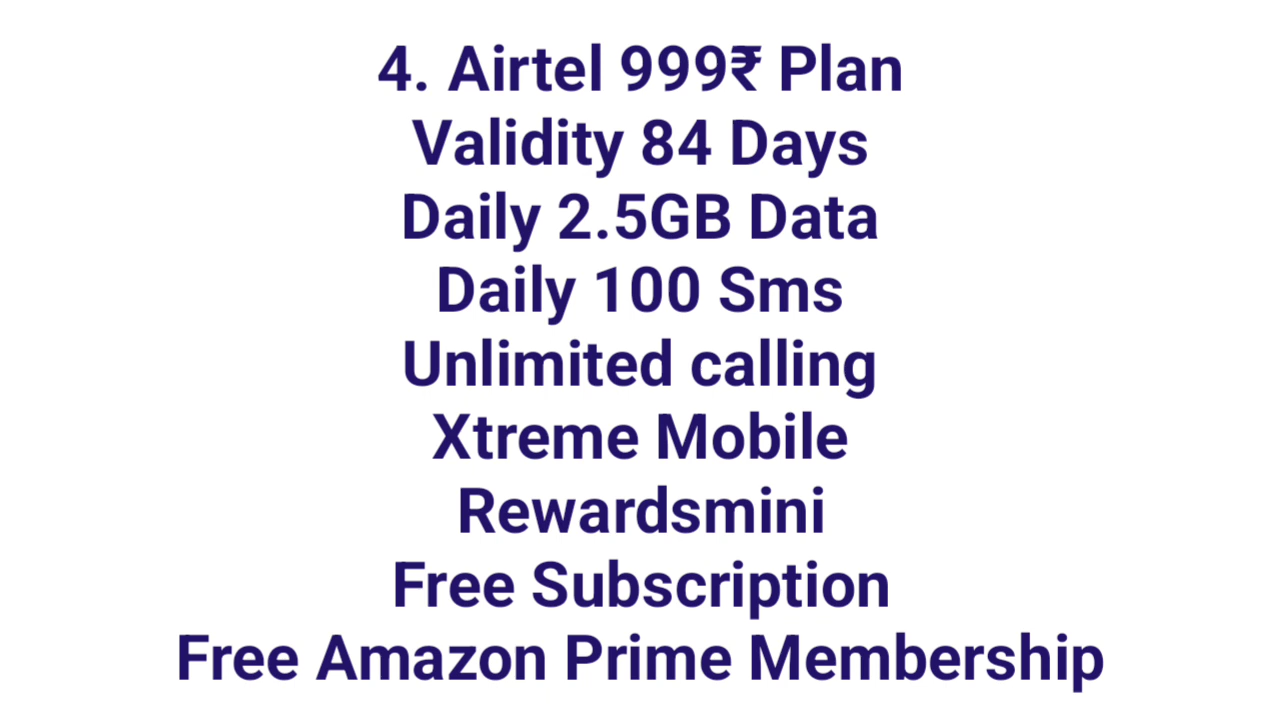 4. Airtel 999₹ Plan
Validity 84 Days
Daily 2.5GB Data
Daily 100 Sms
Unlimited calling
Xtreme Mobile
Rewardsmini
Free Subscription
Free Amazon Prime Membership